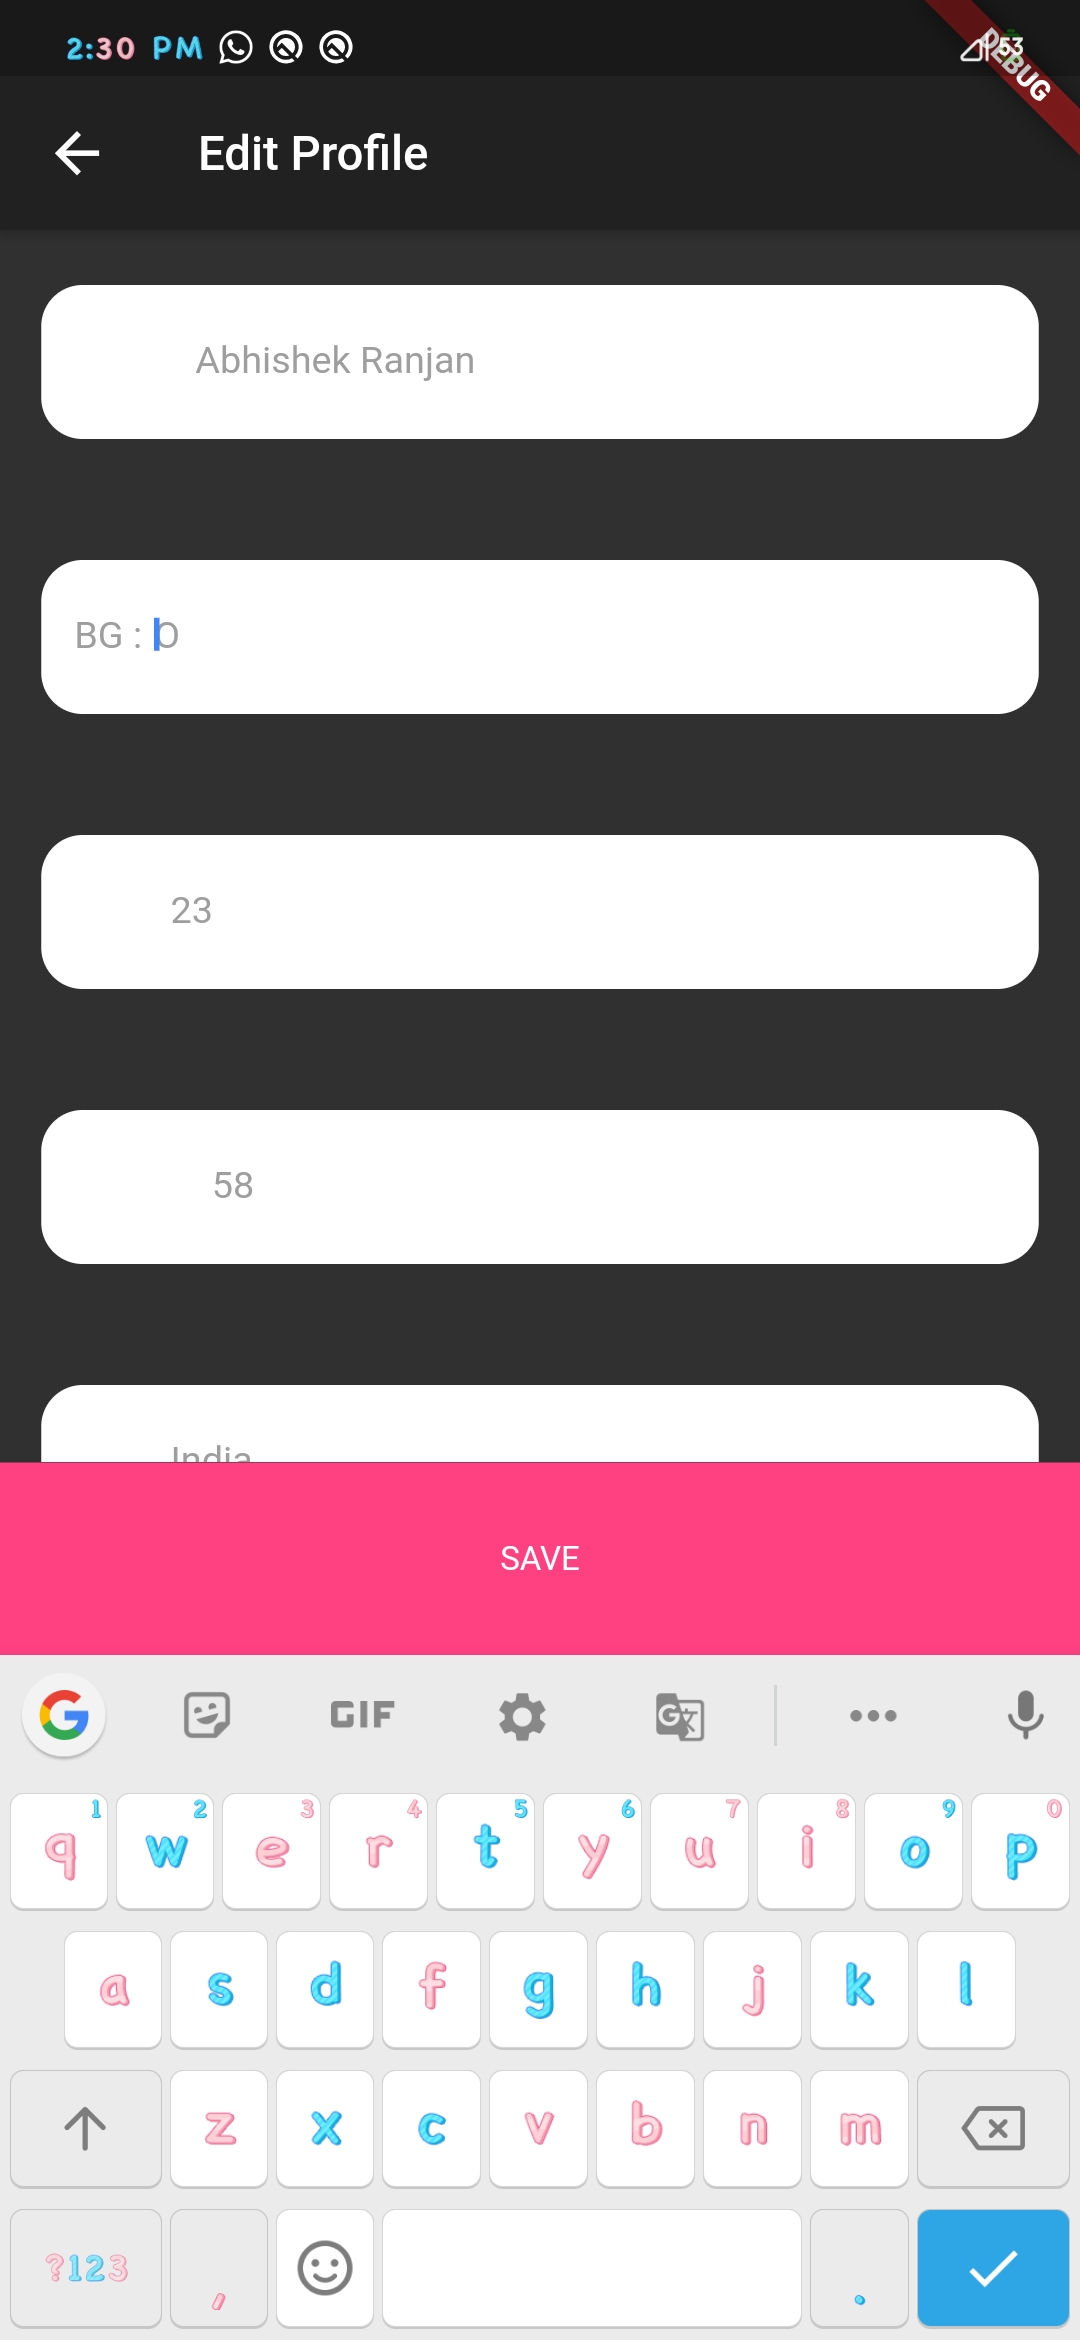 2:30 PM
53
DEBUG
Edit Profile
Abhishek Ranjan
BG : O
23
58
India
SAVE
G GIF G
1 2 3 4 5 6 7 8 9 0
q w e r t y u i o p
a s d f g h j k l
z x c v b n m
?123 , .